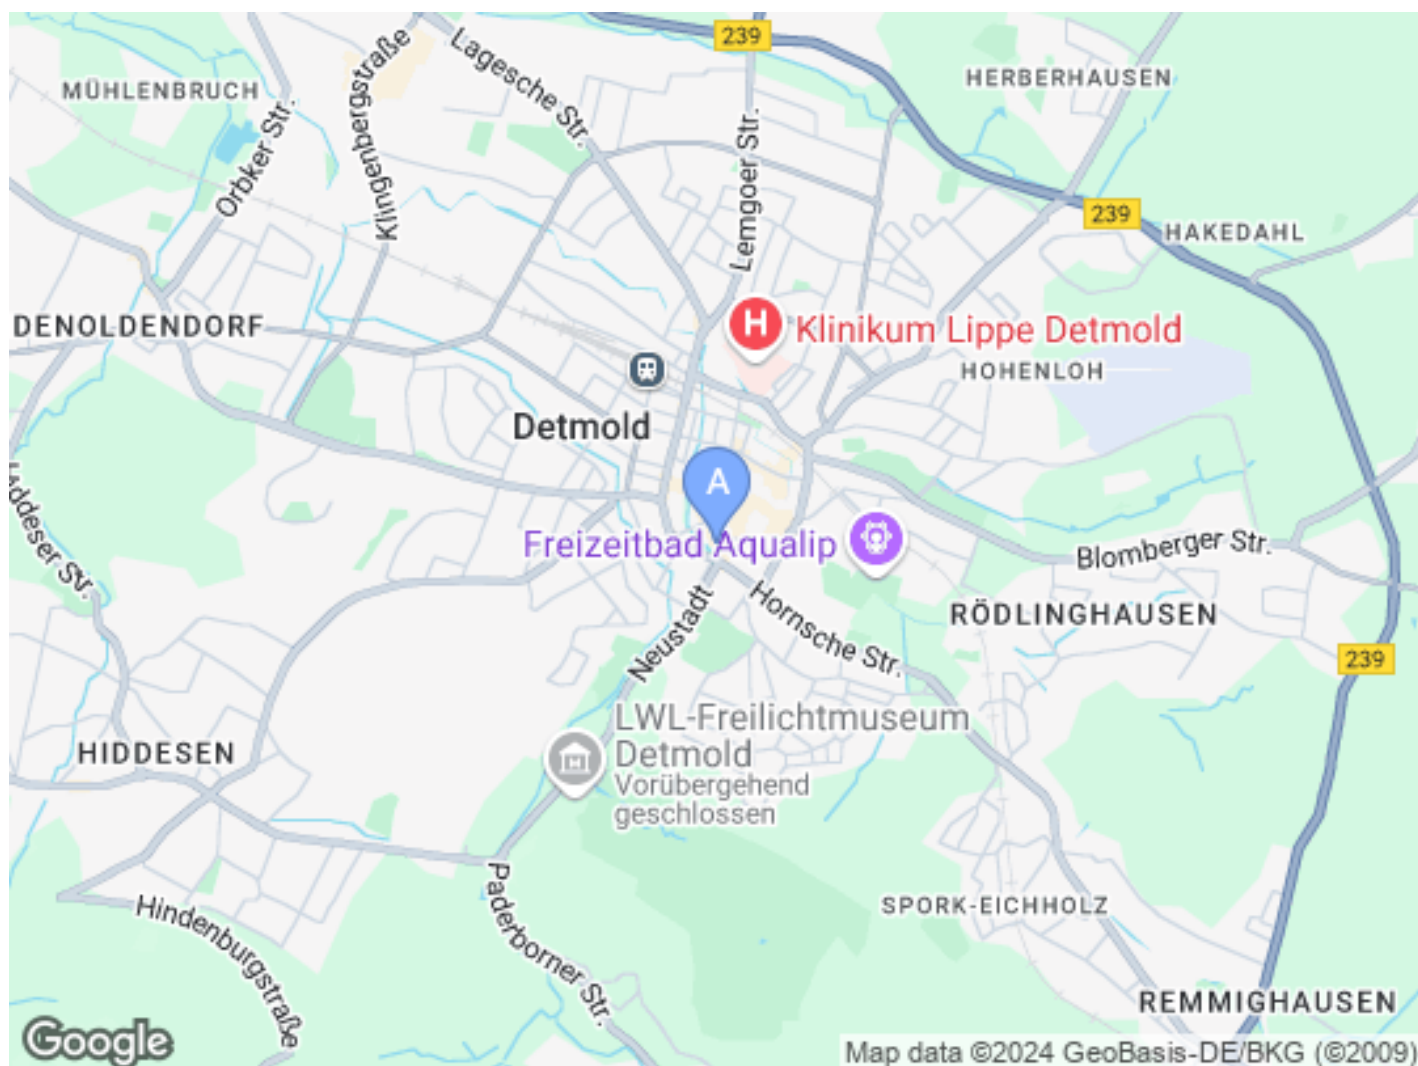 239
HERBERHAUSEN
MÜHLENBRUCH
Klingenbergstraße
Lagesche Str.
Orbker Str.
Lemgoer Str.
239
HAKEDAHL
DENOLDENDORF
H
Klinikum Lippe Detmold
HOHENLOH
Detmold
A
Freizeitbad Aqualip
Blomberger Str.
Neustadt
Hornsche Str.
RÖDLINGHAUSEN
239
LWL-Freilichtmuseum
Detmold
Vorübergehend
geschlossen
HIDDESEN
Paderborner Str.
Hindenburgstraße
SPORK-EICHHOLZ
REMMIGHAUSEN
Google
Map data ©2024 GeoBasis-DE/BKG (©2009)